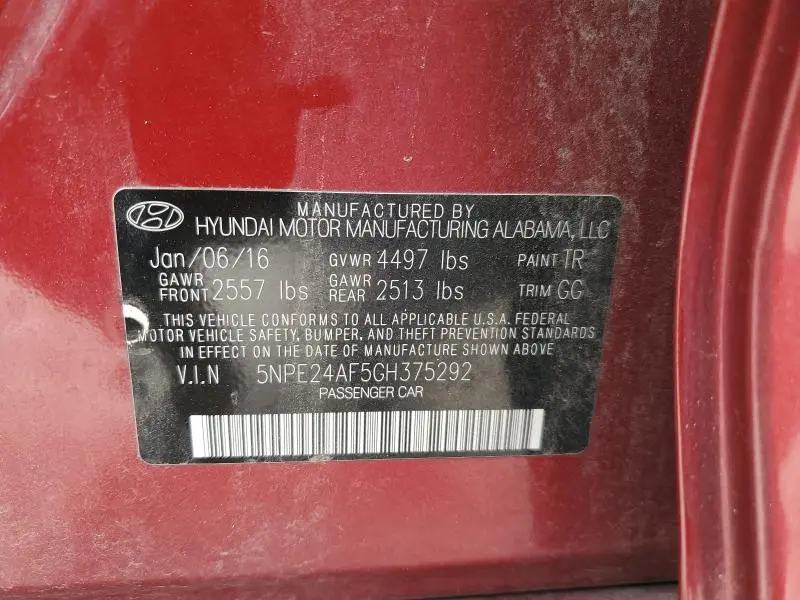 MANUFACTURED BY
HYUNDAI MOTOR MANUFACTURING ALABAMA, LLC
Jan/06/16 GVWR 4497 lbs PAINT TR
GAWR FRONT 2557 lbs GAWR REAR 2513 lbs TRIM GG
THIS VEHICLE CONFORMS TO ALL APPLICABLE U.S.A. FEDERAL
MOTOR VEHICLE SAFETY, BUMPER, AND THEFT PREVENTION STANDARDS
IN EFFECT ON THE DATE OF MANUFACTURE SHOWN ABOVE.
V.I.N 5NPE24AF5GH375292
PASSENGER CAR